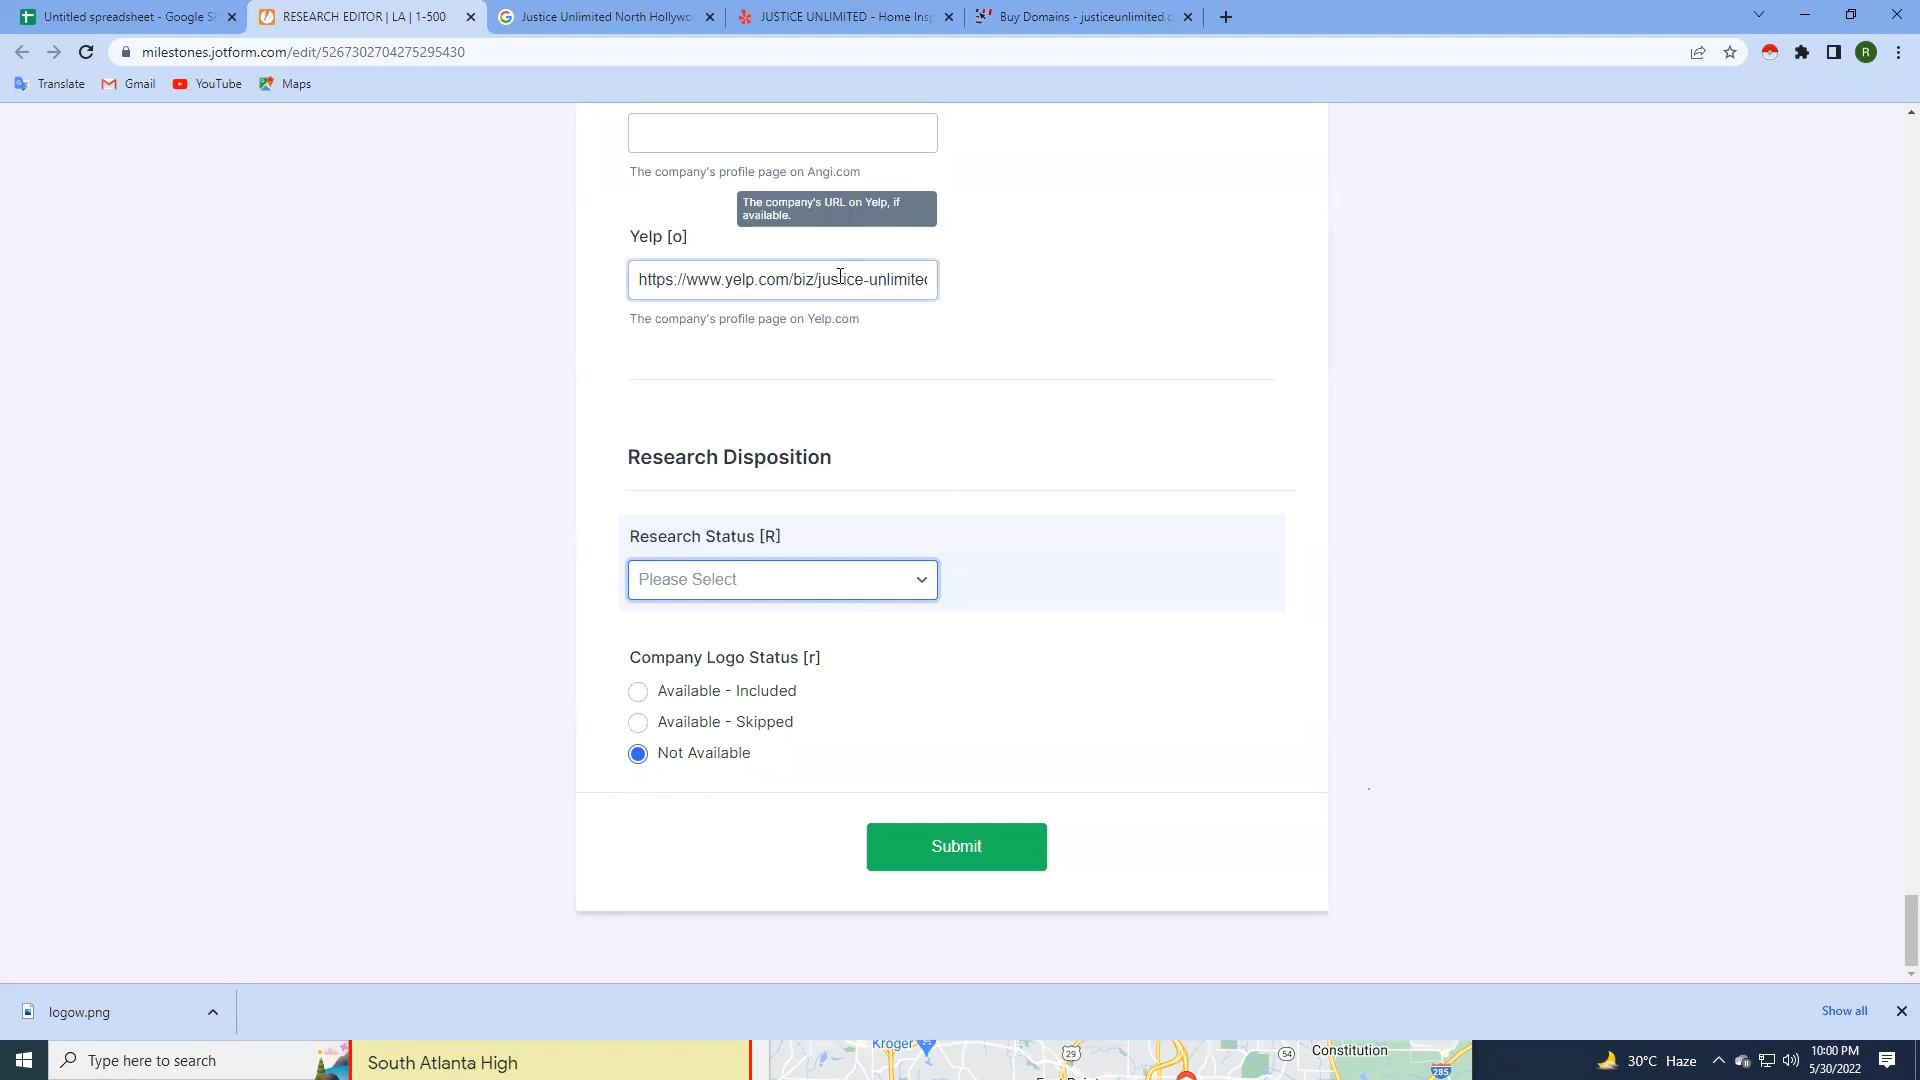 Untitled spreadsheet - Google S
RESEARCH EDITOR | LA | 1-500
Justice Unlimited North Hollywo
JUSTICE UNLIMITED - Home Insp
Buy Domains - justiceunlimited.c
milestones.jotform.com/edit/5267302704275295430
R
Translate
Gmail
YouTube
Maps
The company's profile page on Angi.com
The company's URL on Yelp, if
available.
Yelp [o]
https://www.yelp.com/biz/justice-unlimited
The company's profile page on Yelp.com
Research Disposition
Research Status [R]
Please Select
Company Logo Status [r]
Available - Included
Available - Skipped
Not Available
Submit
logow.png
Show all
Type here to search
South Atlanta High
Kroger
29
54
Constitution
285
30°C Haze
10:00 PM
5/30/2022